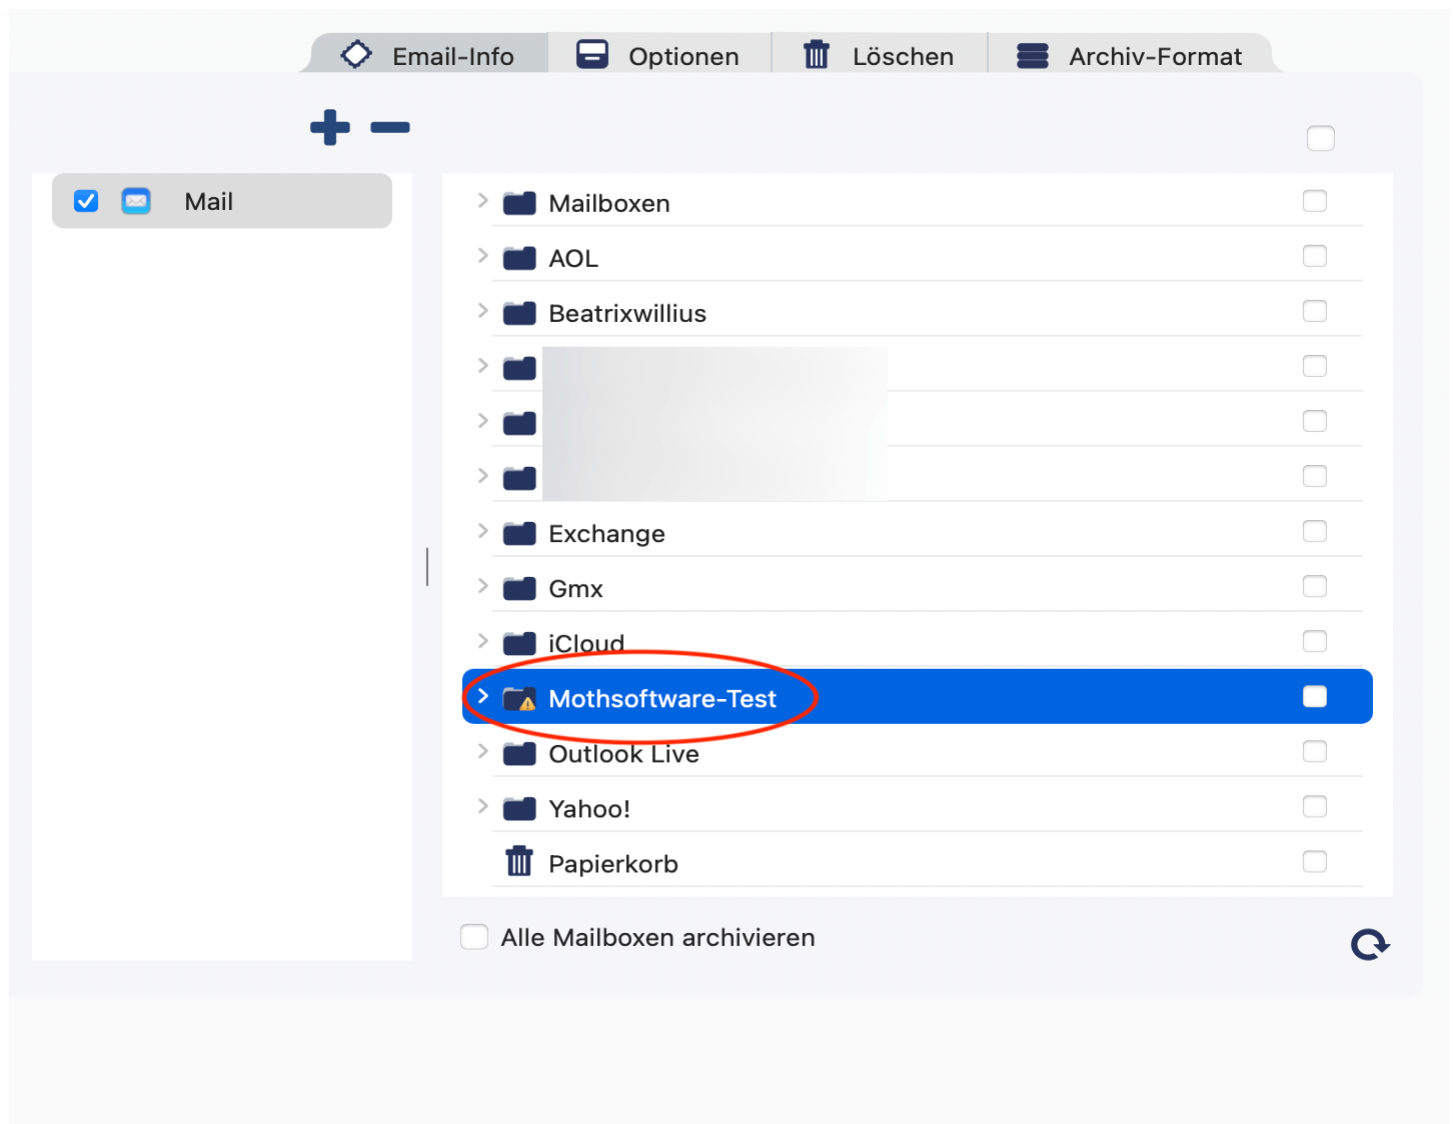 Email-Info Optionen Löschen Archiv-Format
Mail
Mailboxen
AOL
Beatrixwillius
Exchange
Gmx
iCloud
Mothsoftware-Test
Outlook Live
Yahoo!
Papierkorb
Alle Mailboxen archivieren